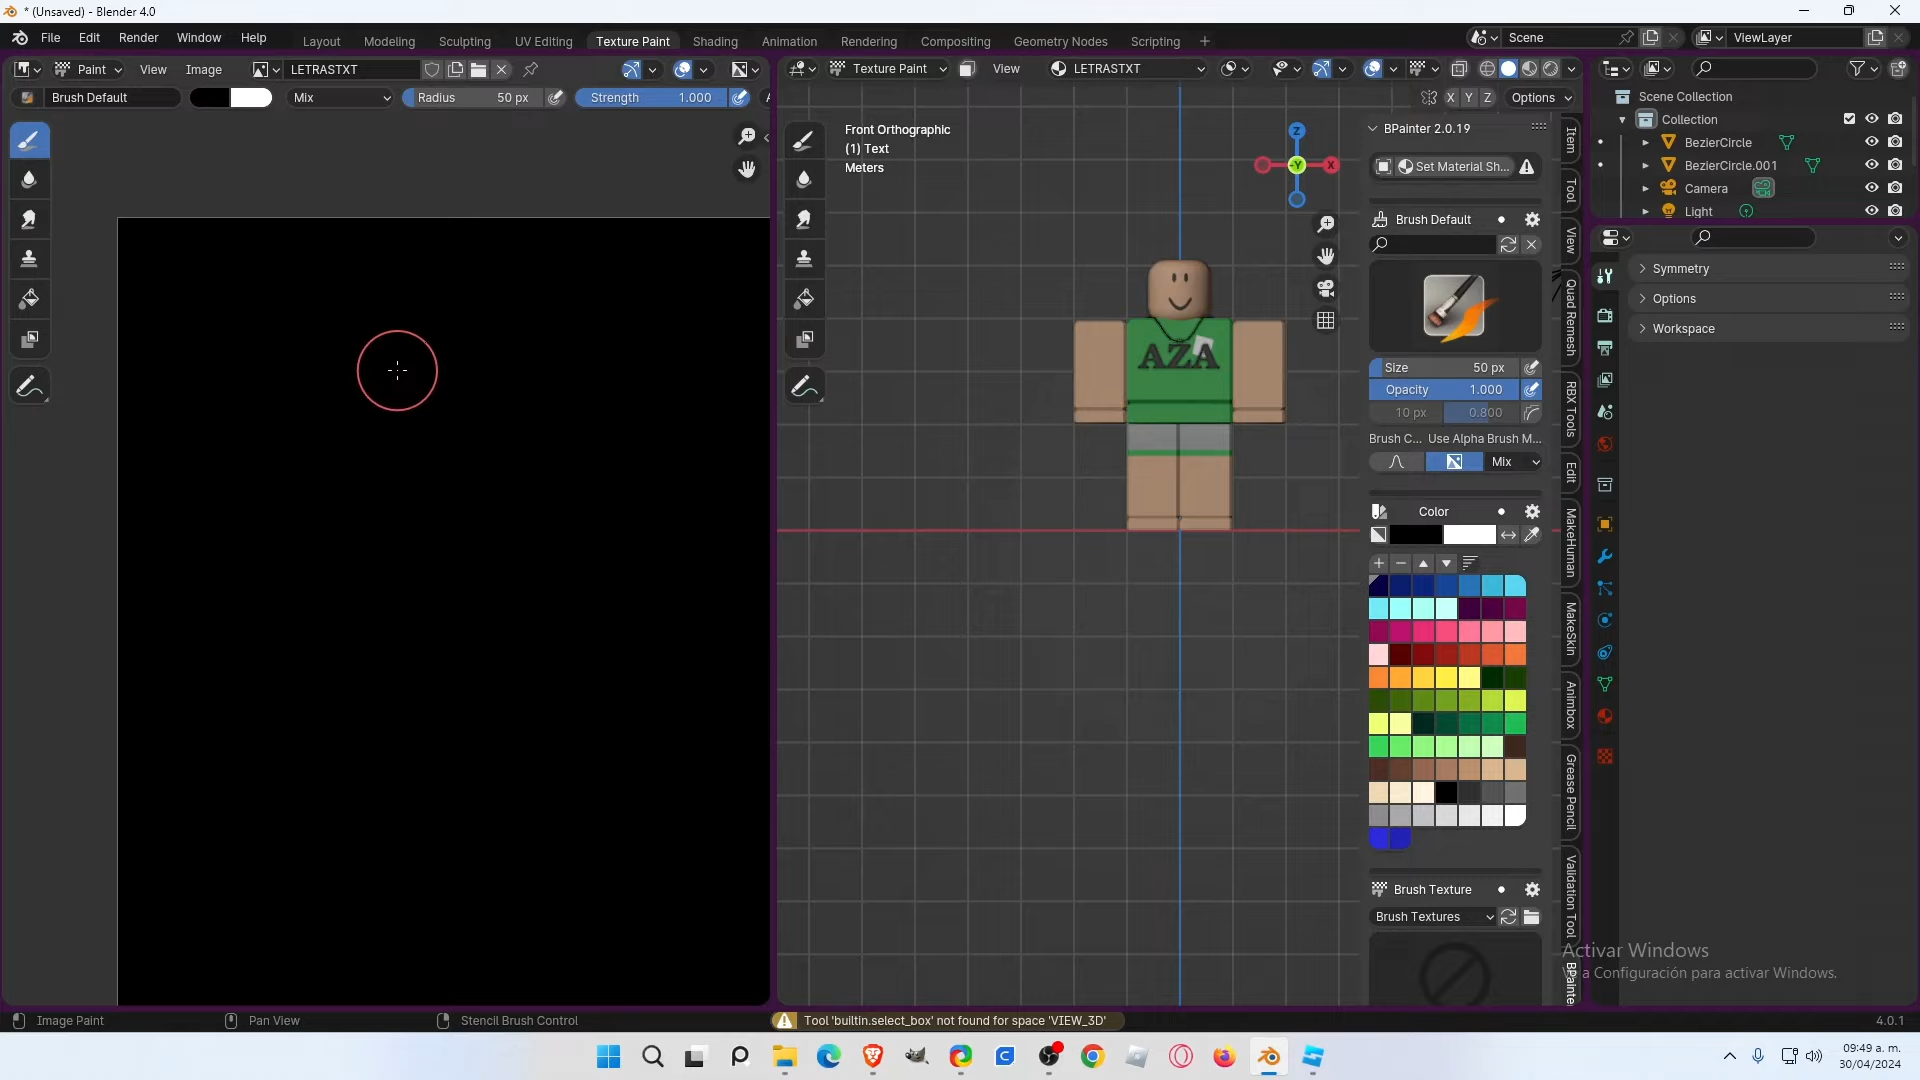 * (Unsaved) - Blender 4.0
File Edit Render Window Help
Layout Modeling Sculpting UV Editing Texture Paint Shading Animation Rendering Compositing Geometry Nodes Scripting +
Scene
ViewLayer
Paint View Image LETRASTXT
Texture Paint View LETRASTXT
Brush Default Mix Radius 50 px Strength 1.000
X Y Z Options
Scene Collection
Collection
BezierCircle
BezierCircle.001
Camera
Light
Front Orthographic
(1) Text
Meters
Z
Y
X
AZA
BPainter 2.0.19
Set Material Sh...
Brush Default
Size 50 px
Opacity 1.000
10 px 0.800
Brush C... Use Alpha Brush M...
Mix
Color
Brush Texture
Brush Textures
Item
Tool
View
Quad Remesh
RBX Tools
Edit
MakeHuman
MakeSkin
Animbox
Grease Pencil
Validation Tool
BPainte
Symmetry
Options
Workspace
Activar Windows
a Configuración para activar Windows.
Image Paint
Pan View
Stencil Brush Control
Tool 'builtin.select_box' not found for space 'VIEW_3D'
4.0.1
09:49 a. m.
30/04/2024